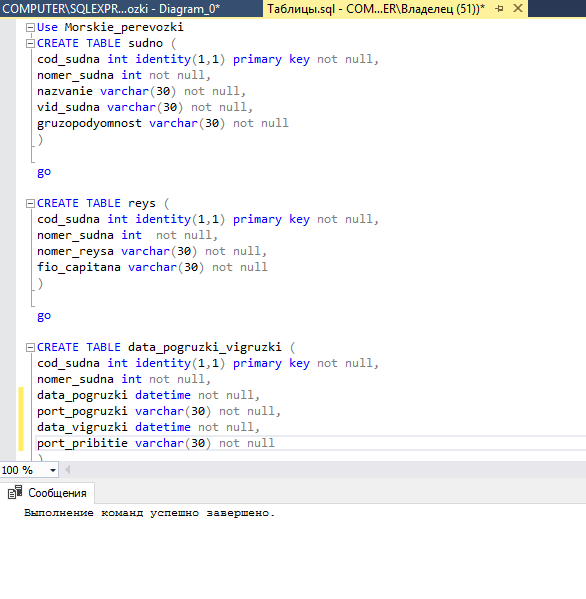 COMPUTER\SQLEXPR...ozki - Diagram_0*
Таблицы.sql - COM...ER\Владелец (51))*
Use Morskie_perevozki
CREATE TABLE sudno (
cod_sudna int identity(1,1) primary key not null,
nomer_sudna int not null,
nazvanie varchar(30) not null,
vid_sudna varchar(30) not null,
gruzopodyomnost varchar(30) not null
)
go
CREATE TABLE reys (
cod_sudna int identity(1,1) primary key not null,
nomer_sudna int  not null,
nomer_reysa varchar(30) not null,
fio_capitana varchar(30) not null
)
go
CREATE TABLE data_pogruzki_vigruzki (
cod_sudna int identity(1,1) primary key not null,
nomer_sudna int not null,
data_pogruzki datetime not null,
port_pogruzki varchar(30) not null,
data_vigruzki datetime not null,
port_pribitie varchar(30) not null
)
100 %
Сообщения
Выполнение команд успешно завершено.